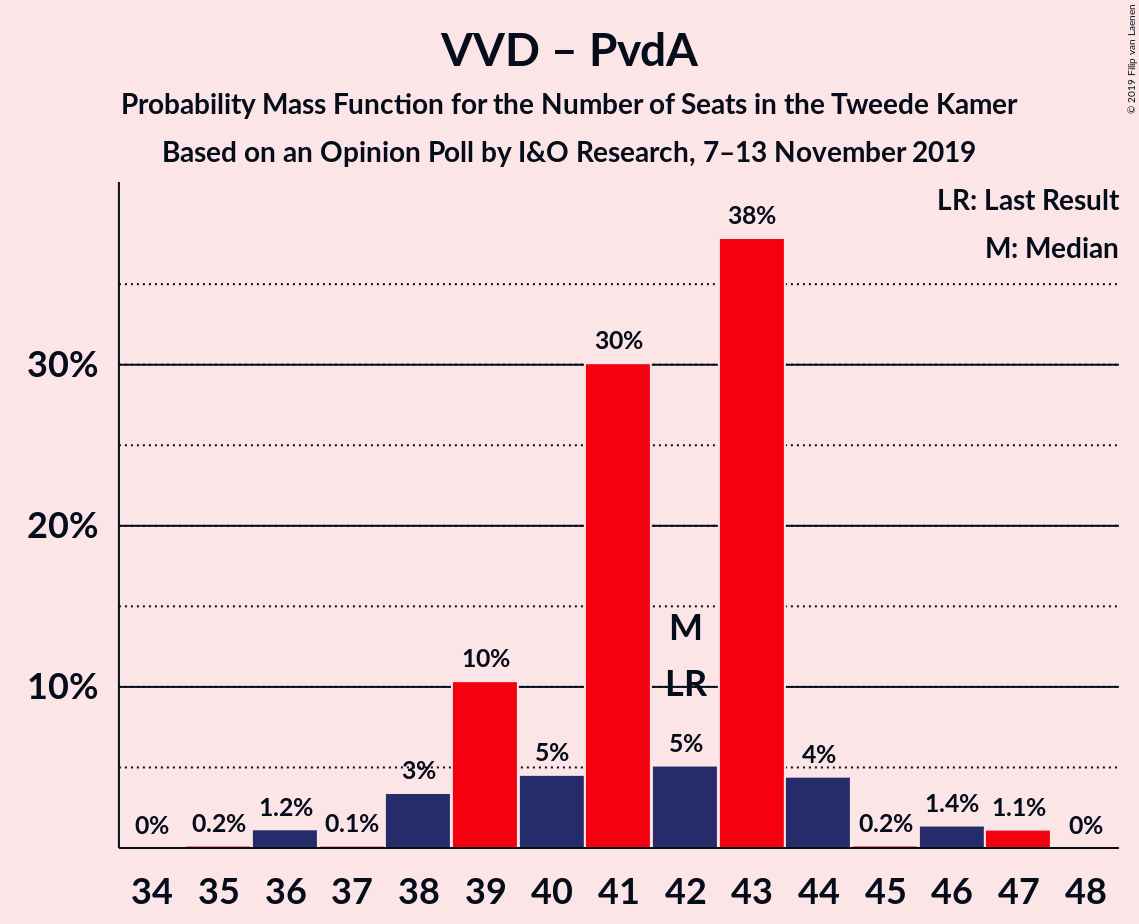 VVD – PvdA
Probability Mass Function for the Number of Seats in the Tweede Kamer
Based on an Opinion Poll by I&O Research, 7–13 November 2019
© 2019 Filip van Laenen
LR: Last Result
M: Median
38%
30%
30%
20%
M
10%
LR
10%
5%
5%
4%
3%
0%
0.2%
1.2%
0.1%
0.2%
1.4%
1.1%
0%
34 35 36 37 38 39 40 41 42 43 44 45 46 47 48